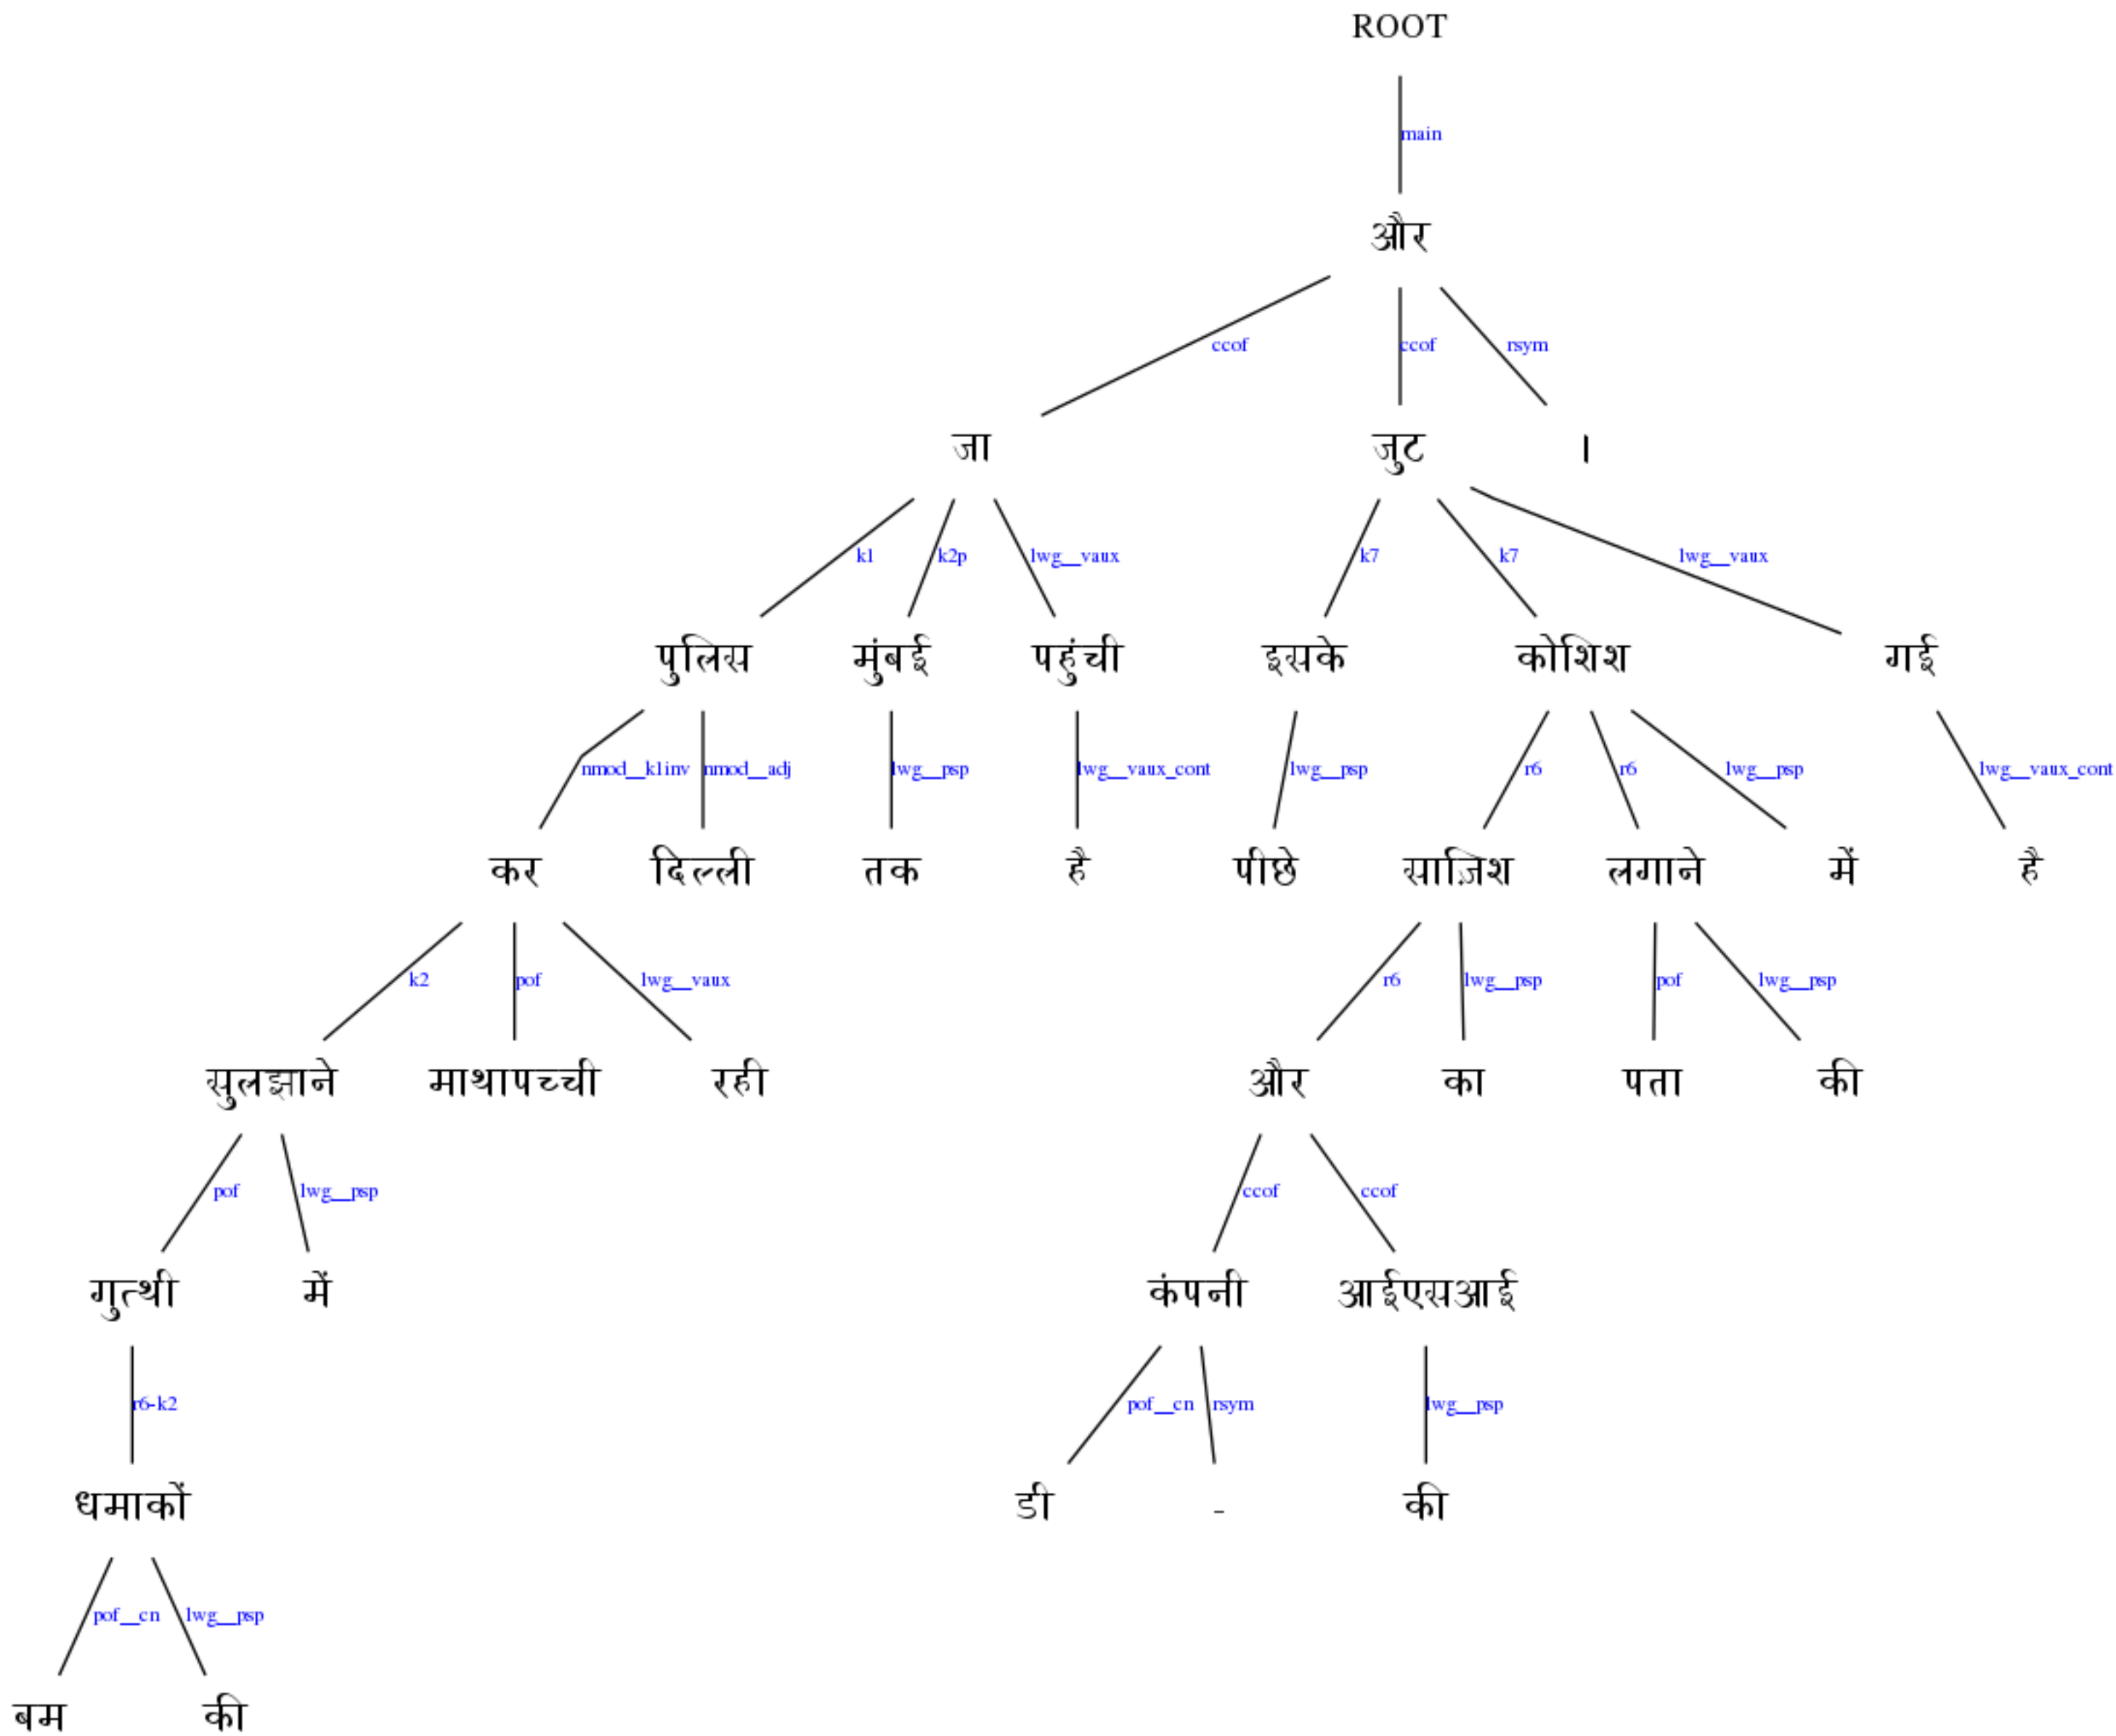 ROOT
main
और
ccof ccof rsym
जा जुट ।
k1 k2p lwg__vaux k7 k7 lwg__vaux
पुलिस मुंबई पहुंची इसके कोशिश गई
nmod__k1inv nmod__adj lwg__psp lwg__vaux_cont lwg__psp r6 r6 lwg__psp lwg__vaux_cont
कर दिल्ली तक है पीछे साज़िश लगाने में है
k2 pof lwg__vaux r6 lwg__psp pof lwg__psp
सुलझाने माथापच्ची रही और का पता की
pof lwg__psp ccof ccof
गुत्थी में कंपनी आईएसआई
r6-k2 pof__cn rsym lwg__psp
धमाकों डी - की
pof__cn lwg__psp
बम की